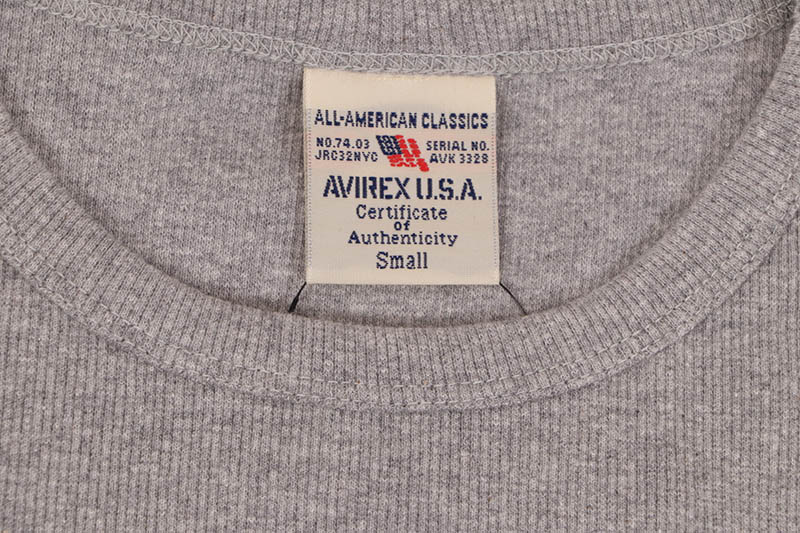 ALL-AMERICAN CLASSICS
NO.74.03 SERIAL NO.
JRC32NYC AVK 3328
AVIREX U.S.A.
Certificate
of
Authenticity
Small